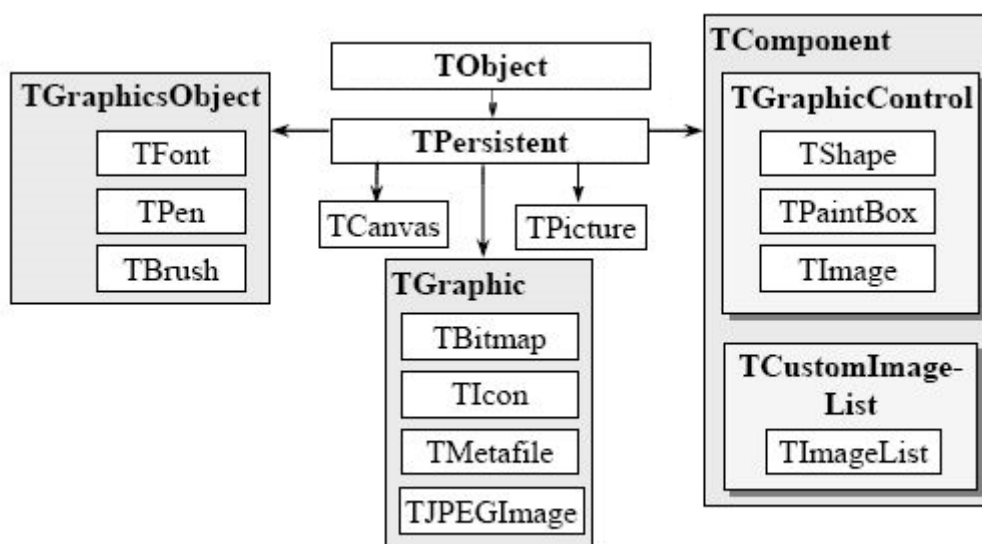 TObject
TPersistent
TGraphicsObject
TFont
TPen
TBrush
TCanvas
TPicture
TGraphic
TBitmap
TIcon
TMetafile
TJPEGImage
TComponent
TGraphicControl
TShape
TPaintBox
TImage
TCustomImage-
List
TImageList